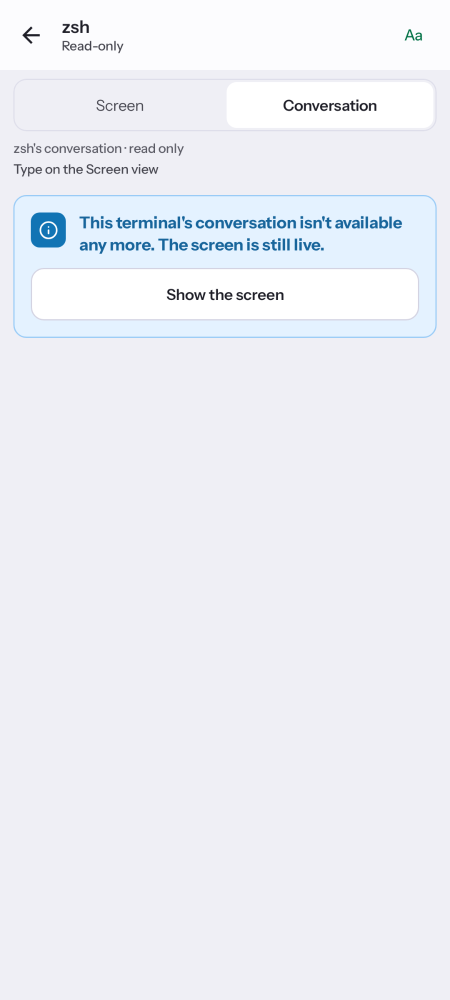 zsh
Read-only
Aa
Screen
Conversation
zsh's conversation · read only
Type on the Screen view
This terminal's conversation isn't available
any more. The screen is still live.
Show the screen